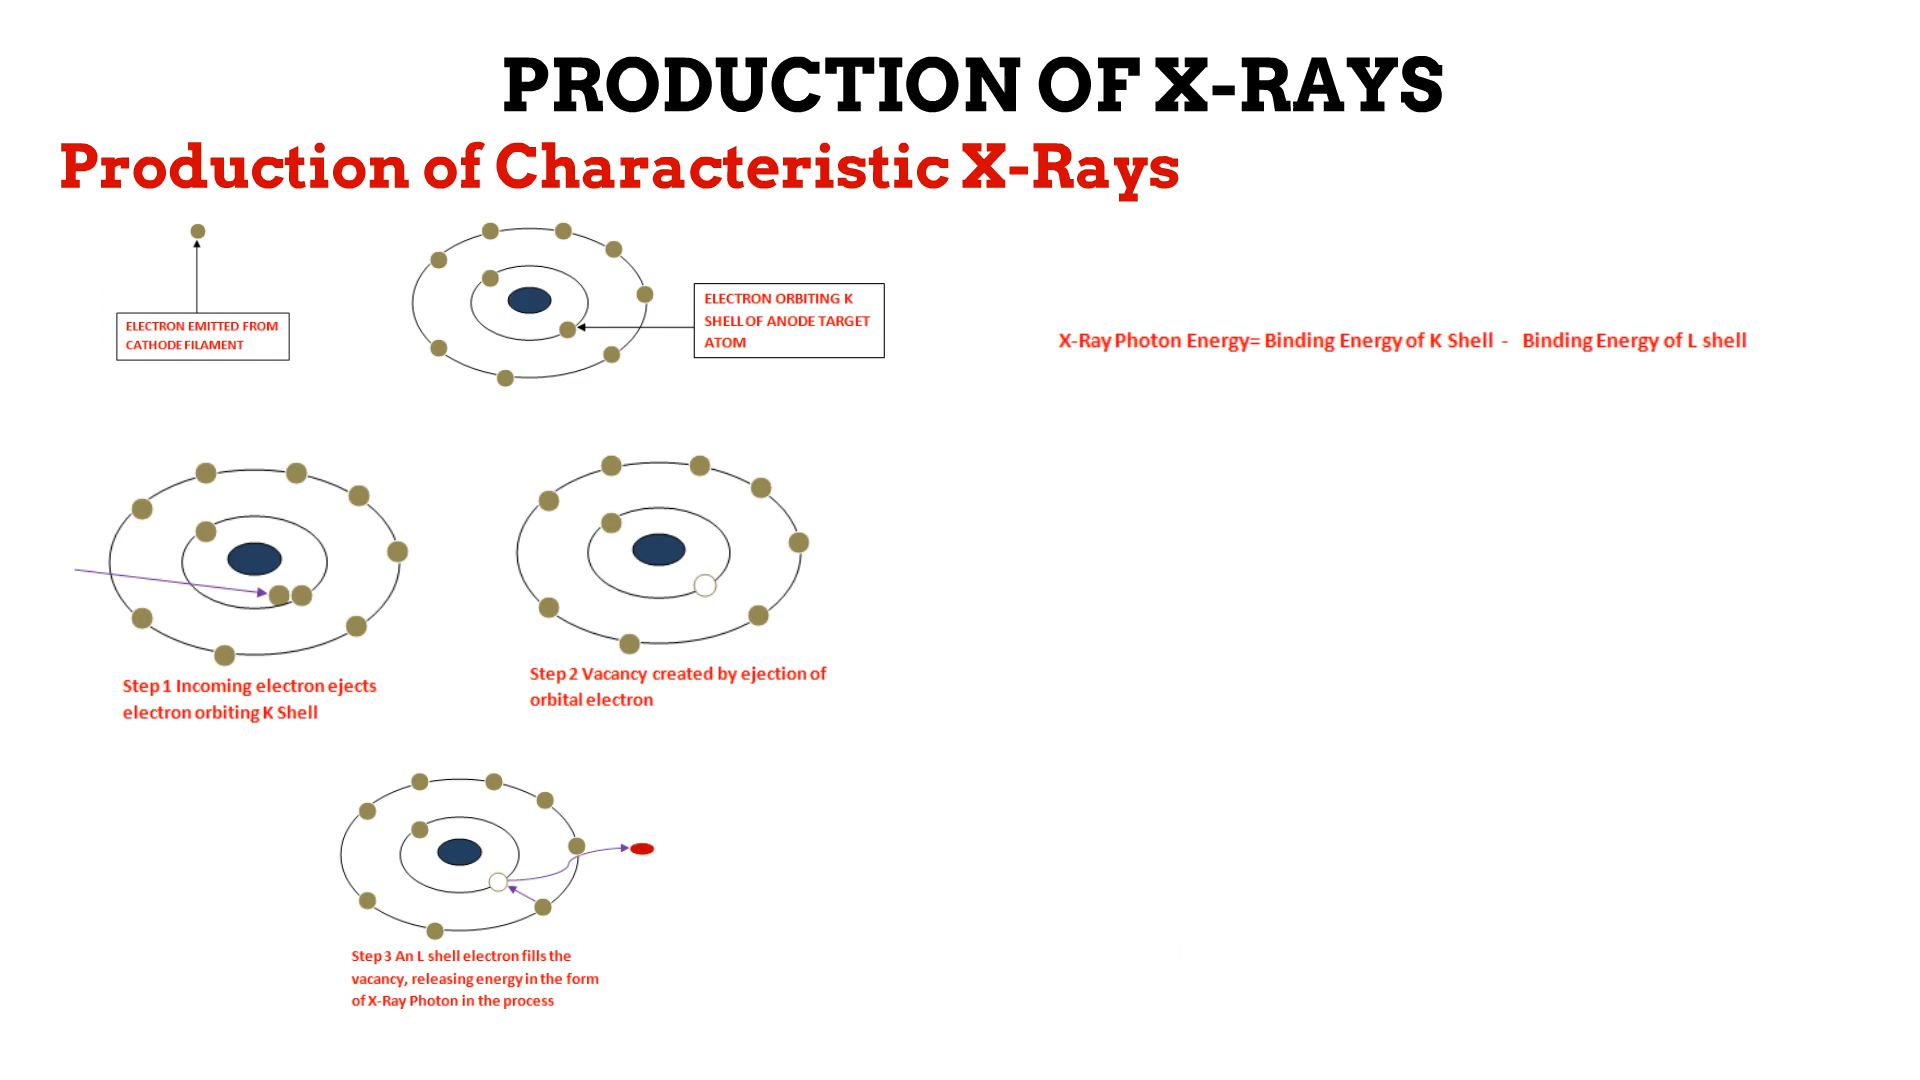 PRODUCTION OF X-RAYS
Production of Characteristic X-Rays
ELECTRON EMITTED FROM
CATHODE FILAMENT
ELECTRON ORBITING K
SHELL OF ANODE TARGET
ATOM
X-Ray Photon Energy= Binding Energy of K Shell - Binding Energy of L shell
Step 1 Incoming electron ejects
electron orbiting K Shell
Step 2 Vacancy created by ejection of
orbital electron
Step 3 An L shell electron fills the
vacancy, releasing energy in the form
of X-Ray Photon in the process